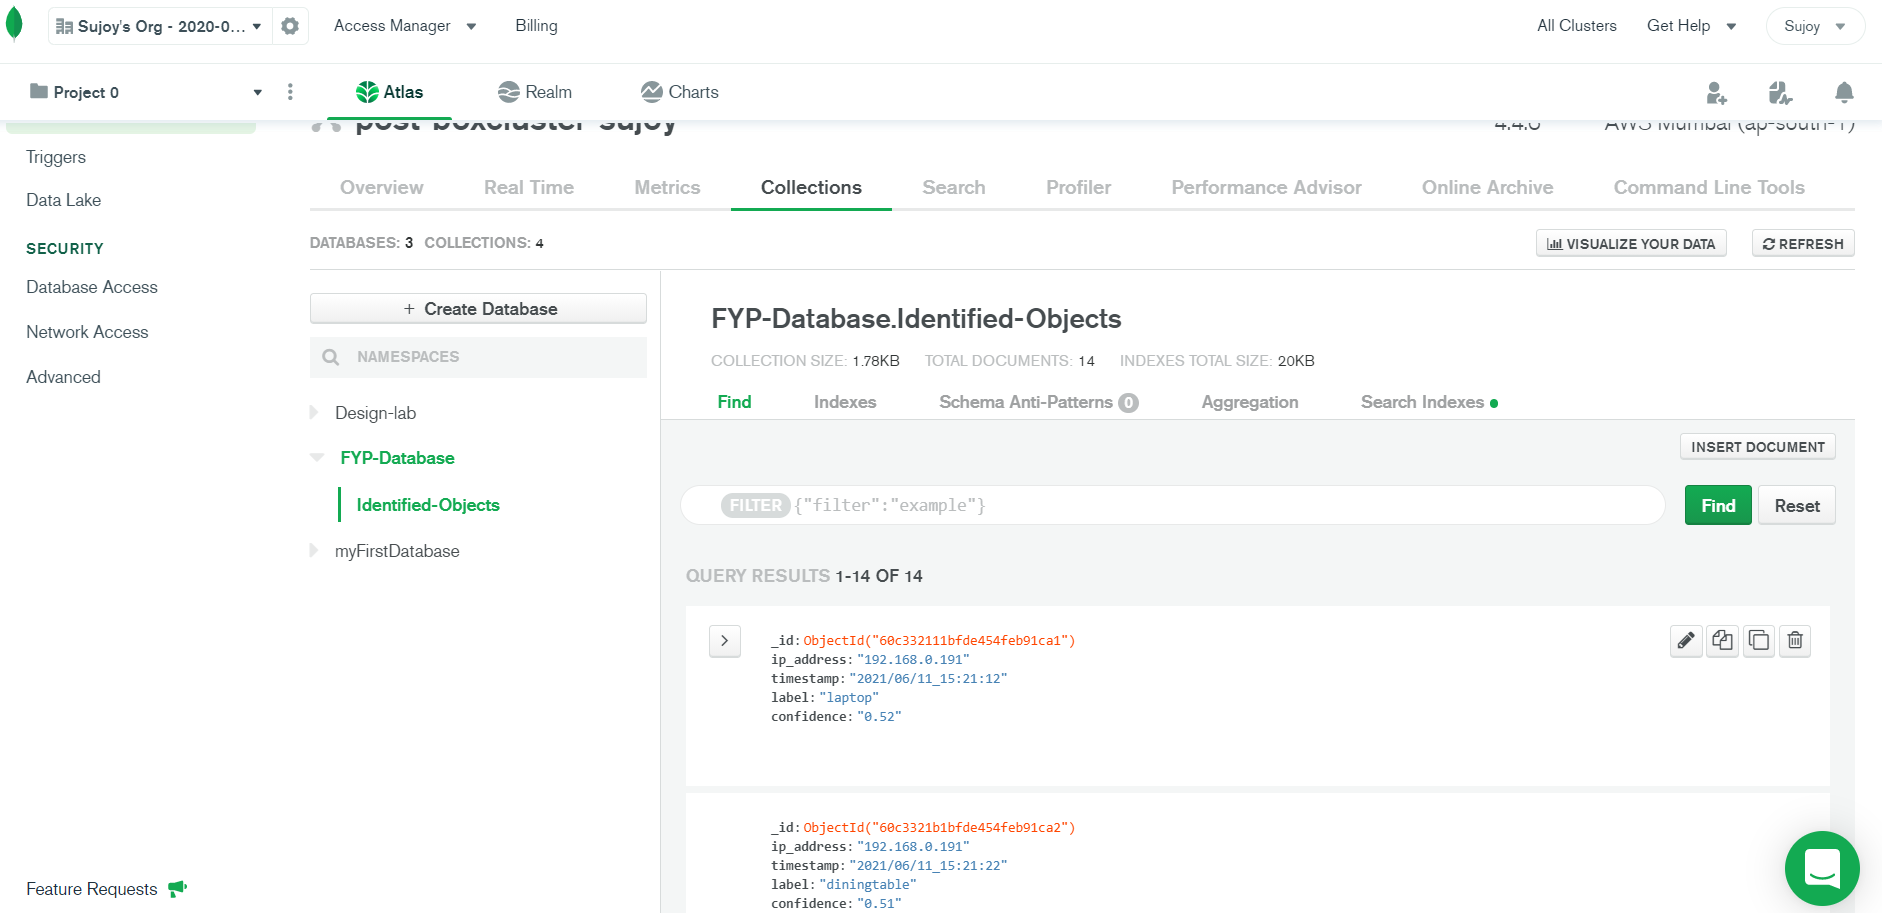 Sujoy's Org - 2020-0...
Access Manager
Billing
All Clusters
Get Help
Sujoy
Project 0
Atlas
Realm
Charts
post-boxcluster-sujoy
4.4.6
AWS Mumbai (ap-south-1)
Triggers
Data Lake
SECURITY
Database Access
Network Access
Advanced
Feature Requests
Overview
Real Time
Metrics
Collections
Search
Profiler
Performance Advisor
Online Archive
Command Line Tools
DATABASES: 3 COLLECTIONS: 4
VISUALIZE YOUR DATA
REFRESH
+ Create Database
NAMESPACES
Design-lab
FYP-Database
Identified-Objects
myFirstDatabase
FYP-Database.Identified-Objects
COLLECTION SIZE: 1.78KB TOTAL DOCUMENTS: 14 INDEXES TOTAL SIZE: 20KB
Find
Indexes
Schema Anti-Patterns 0
Aggregation
Search Indexes
INSERT DOCUMENT
FILTER {"filter":"example"}
Find
Reset
QUERY RESULTS 1-14 OF 14
_id: ObjectId("60c332111bfde454feb91ca1")
ip_address: "192.168.0.191"
timestamp: "2021/06/11_15:21:12"
label: "laptop"
confidence: "0.52"
_id: ObjectId("60c3321b1bfde454feb91ca2")
ip_address: "192.168.0.191"
timestamp: "2021/06/11_15:21:22"
label: "diningtable"
confidence: "0.51"